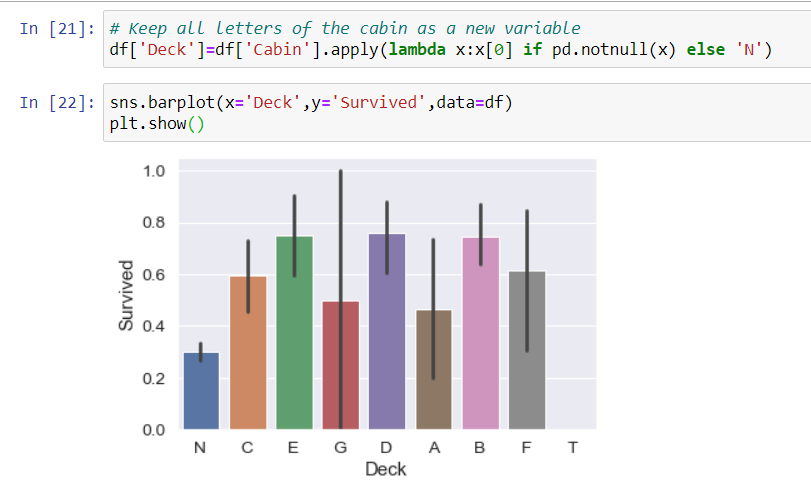 In [21]: # Keep all letters of the cabin as a new variable
df['Deck']=df['Cabin'].apply(lambda x:x[0] if pd.notnull(x) else 'N')
In [22]: sns.barplot(x='Deck',y='Survived',data=df)
plt.show()
1.0
0.8
0.6
0.4
0.2
0.0
Survived
N C E G D A B F T
Deck